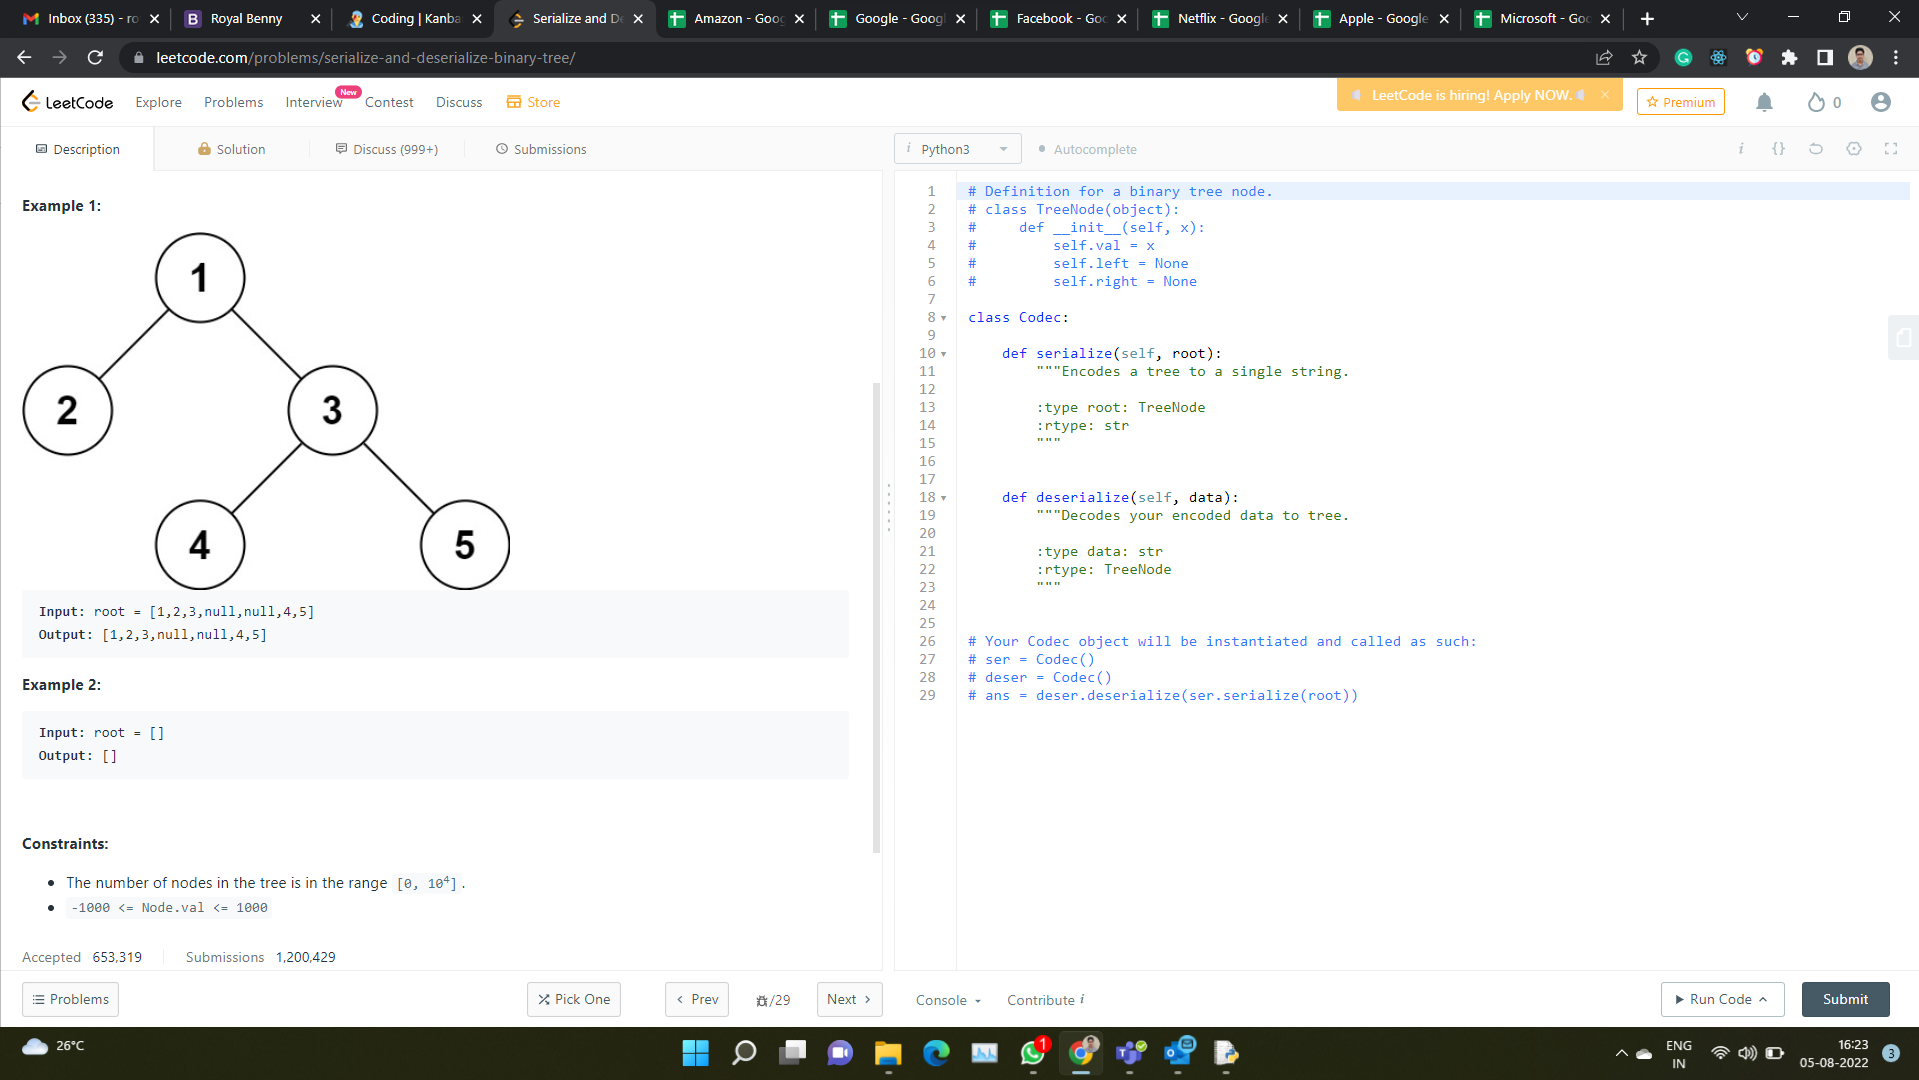 Inbox (335) - ro
Royal Benny
Coding | Kanba
Serialize and De
Amazon - Goog
Google - Googl
Facebook - Goo
Netflix - Google
Apple - Google
Microsoft - Goo
leetcode.com/problems/serialize-and-deserialize-binary-tree/
LeetCode
Explore
Problems
Interview
New
Contest
Discuss
Store
LeetCode is hiring! Apply NOW.
Premium
0
Description
Solution
Discuss (999+)
Submissions
i Python3
Autocomplete
i
{}
Example 1:
1
2
3
4
5
Input: root = [1,2,3,null,null,4,5]
Output: [1,2,3,null,null,4,5]
Example 2:
Input: root = []
Output: []
Constraints:
The number of nodes in the tree is in the range [0, 10⁴].
-1000 <= Node.val <= 1000
Accepted 653,319
Submissions 1,200,429
1 # Definition for a binary tree node.
2 # class TreeNode(object):
3 #     def __init__(self, x):
4 #         self.val = x
5 #         self.left = None
6 #         self.right = None
7
8 class Codec:
9
10     def serialize(self, root):
11         """Encodes a tree to a single string.
12
13         :type root: TreeNode
14         :rtype: str
15         """
16
17
18     def deserialize(self, data):
19         """Decodes your encoded data to tree.
20
21         :type data: str
22         :rtype: TreeNode
23         """
24
25
26 # Your Codec object will be instantiated and called as such:
27 # ser = Codec()
28 # deser = Codec()
29 # ans = deser.deserialize(ser.serialize(root))
Problems
Pick One
Prev
/29
Next
Console
Contribute i
Run Code
Submit
26°C
1
ENG
IN
16:23
05-08-2022
3